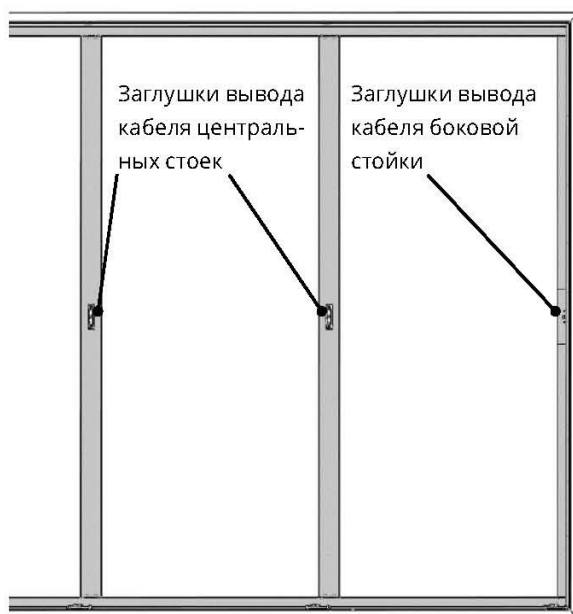 Заглушки вывода
кабеля централь-
ных стоек
Заглушки вывода
кабеля боковой
стойки